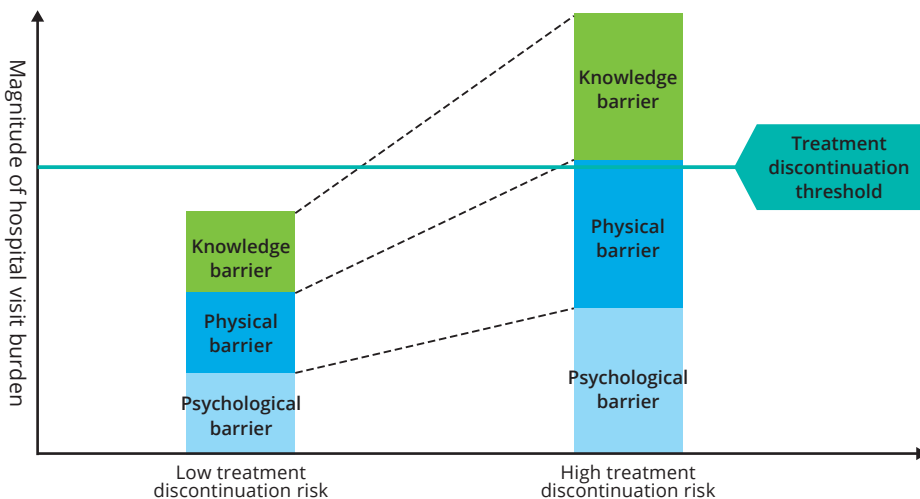 Magnitude of hospital visit burden
Knowledge
barrier
Physical
barrier
Psychological
barrier
Knowledge
barrier
Physical
barrier
Psychological
barrier
Treatment
discontinuation
threshold
Low treatment
discontinuation risk
High treatment
discontinuation risk